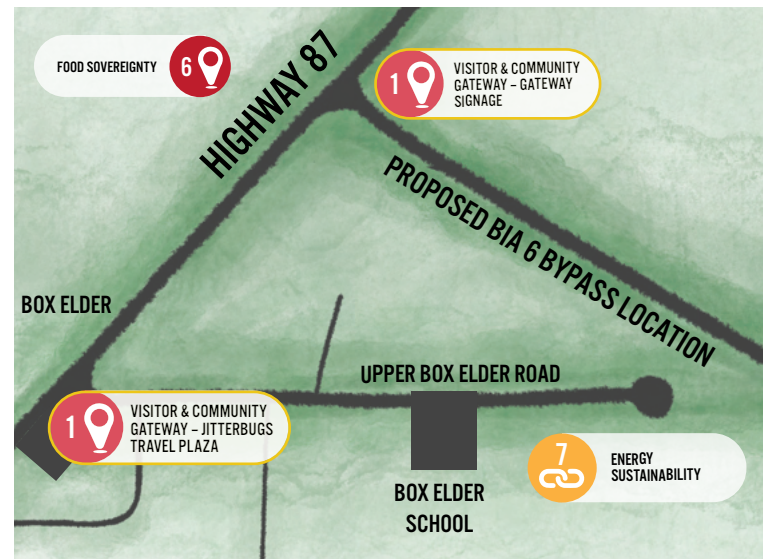 FOOD SOVEREIGNTY
6
HIGHWAY 87
1
VISITOR & COMMUNITY
GATEWAY – GATEWAY
SIGNAGE
PROPOSED BIA 6 BYPASS LOCATION
BOX ELDER
UPPER BOX ELDER ROAD
1
VISITOR & COMMUNITY
GATEWAY – JITTERBUGS
TRAVEL PLAZA
BOX ELDER
SCHOOL
7
ENERGY
SUSTAINABILITY